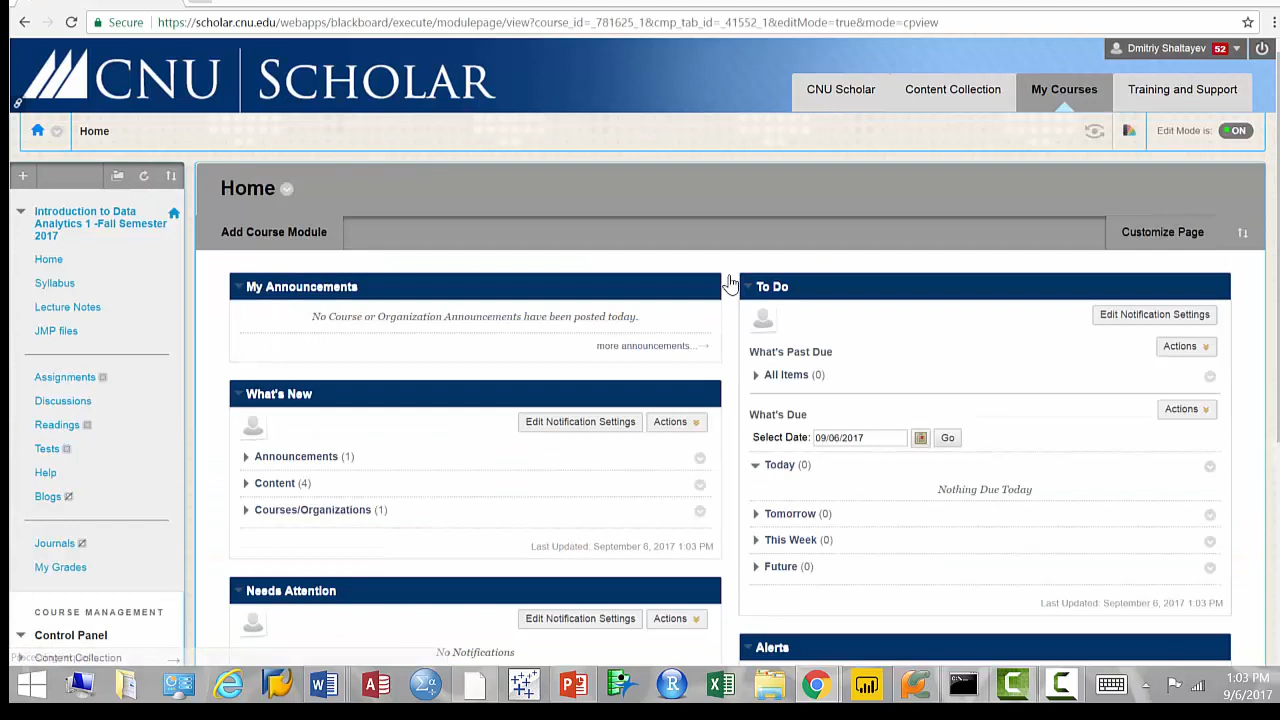 Secure
https://scholar.cnu.edu/webapps/blackboard/execute/modulepage/view?course_id=_781625_1&cmp_tab_id=_41552_1&editMode=true&mode=cpview
Dmitriy Shaltayev 52
CNU SCHOLAR
CNU Scholar
Content Collection
My Courses
Training and Support
Home
Edit Mode is: ON
Introduction to Data
Analytics 1 -Fall Semester
2017
Home
Syllabus
Lecture Notes
JMP files
Assignments
Discussions
Readings
Tests
Help
Blogs
Journals
My Grades
COURSE MANAGEMENT
Control Panel
Content Collection
Home
Add Course Module
Customize Page
My Announcements
No Course or Organization Announcements have been posted today.
more announcements...
What's New
Edit Notification Settings
Actions
Announcements (1)
Content (4)
Courses/Organizations (1)
Last Updated: September 6, 2017 1:03 PM
Needs Attention
Edit Notification Settings
Actions
No Notifications
To Do
Edit Notification Settings
What's Past Due
Actions
All Items (0)
What's Due
Actions
Select Date: 09/06/2017 Go
Today (0)
Nothing Due Today
Tomorrow (0)
This Week (0)
Future (0)
Last Updated: September 6, 2017 1:03 PM
Alerts
1:03 PM
9/6/2017